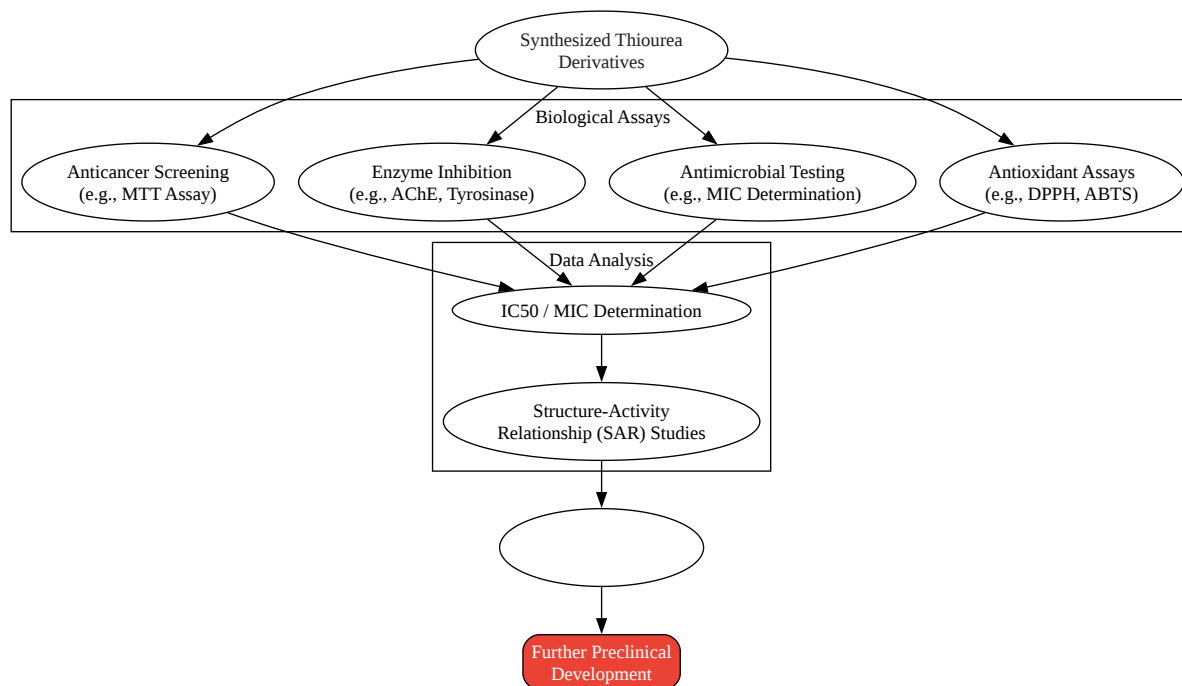 Synthesized Thiourea
Derivatives
Biological Assays
Anticancer Screening
(e.g., MTT Assay)
Enzyme Inhibition
(e.g., AChE, Tyrosinase)
Antimicrobial Testing
(e.g., MIC Determination)
Antioxidant Assays
(e.g., DPPH, ABTS)
Data Analysis
IC50 / MIC Determination
Structure-Activity
Relationship (SAR) Studies
Further Preclinical
Development